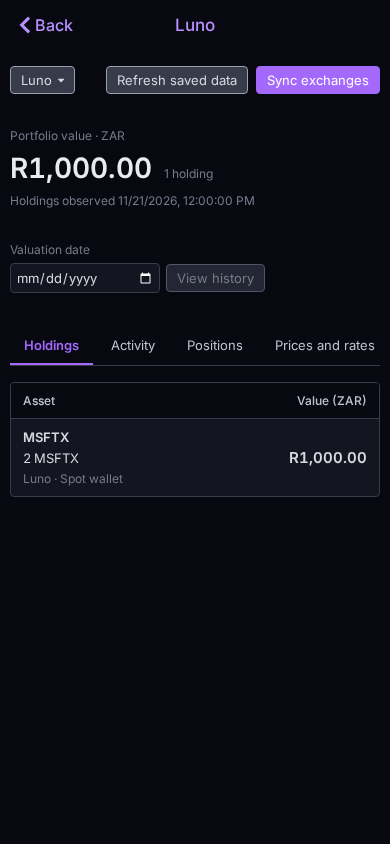 Back
Luno
Luno
Refresh saved data
Sync exchanges
Portfolio value · ZAR
R1,000.00 1 holding
Holdings observed 11/21/2026, 12:00:00 PM
Valuation date
mm/dd/yyyy
View history
Holdings Activity Positions Prices and rates
Asset Value (ZAR)
MSFTX
2 MSFTX R1,000.00
Luno · Spot wallet